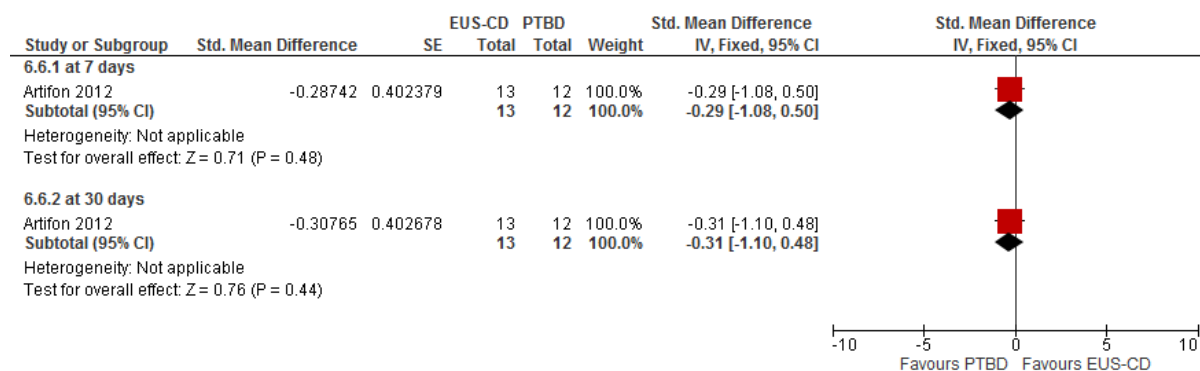 EUS-CD PTBD Std. Mean Difference Std. Mean Difference
Study or Subgroup Std. Mean Difference SE Total Total Weight IV, Fixed, 95% CI IV, Fixed, 95% CI
6.6.1 at 7 days
Artifon 2012 -0.28742 0.402379 13 12 100.0% -0.29 [-1.08, 0.50]
Subtotal (95% CI) 13 12 100.0% -0.29 [-1.08, 0.50]
Heterogeneity: Not applicable
Test for overall effect: Z = 0.71 (P = 0.48)
6.6.2 at 30 days
Artifon 2012 -0.30765 0.402678 13 12 100.0% -0.31 [-1.10, 0.48]
Subtotal (95% CI) 13 12 100.0% -0.31 [-1.10, 0.48]
Heterogeneity: Not applicable
Test for overall effect: Z = 0.76 (P = 0.44)
-10 -5 0 5 10
Favours PTBD Favours EUS-CD